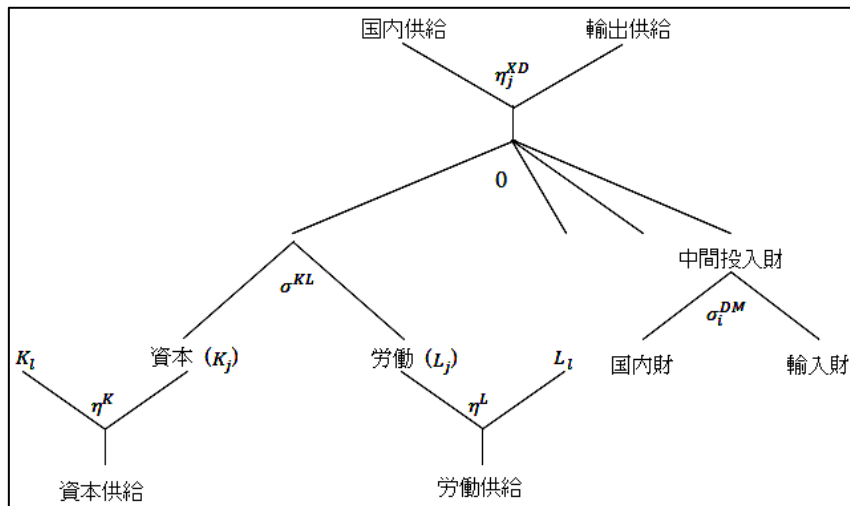 国内供給 輸出供給
η_j^{XD}
0
中間投入財
σ^{KL} σ_i^{DM}
K_l 資本 (K_j) 労働 (L_j) L_l 国内財 輸入財
η^K η^L
資本供給 労働供給